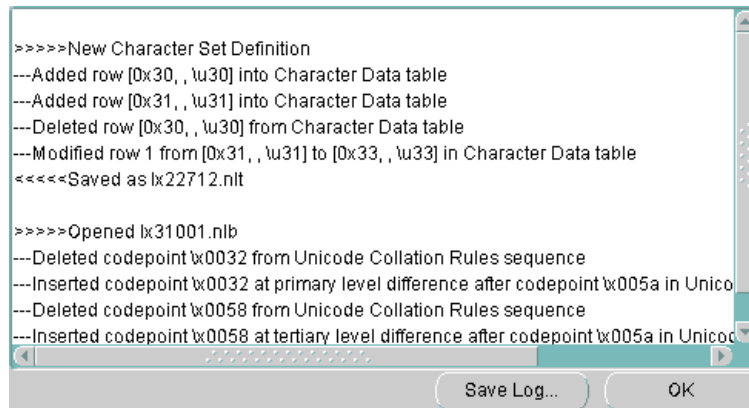 >>>>>New Character Set Definition
---Added row [0x30, , \u30] into Character Data table
---Added row [0x31, , \u31] into Character Data table
---Deleted row [0x30, , \u30] from Character Data table
---Modified row 1 from [0x31, , \u31] to [0x33, , \u33] in Character Data table
<<<<<Saved as lx22712.nlt
>>>>>Opened lx31001.nlb
---Deleted codepoint \x0032 from Unicode Collation Rules sequence
---Inserted codepoint \x0032 at primary level difference after codepoint \x005a in Unico
---Deleted codepoint \x0058 from Unicode Collation Rules sequence
---Inserted codepoint \x0058 at tertiary level difference after codepoint \x005a in Unicod
Save Log... OK